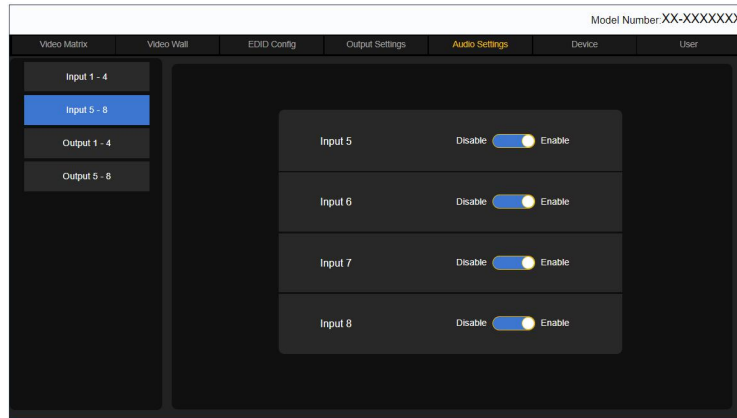 Model Number:XX-XXXXXXX
Video Matrix Video Wall EDID Config Output Settings Audio Settings Device User
Input 1 - 4
Input 5 - 8
Output 1 - 4
Output 5 - 8
Input 5 Disable Enable
Input 6 Disable Enable
Input 7 Disable Enable
Input 8 Disable Enable